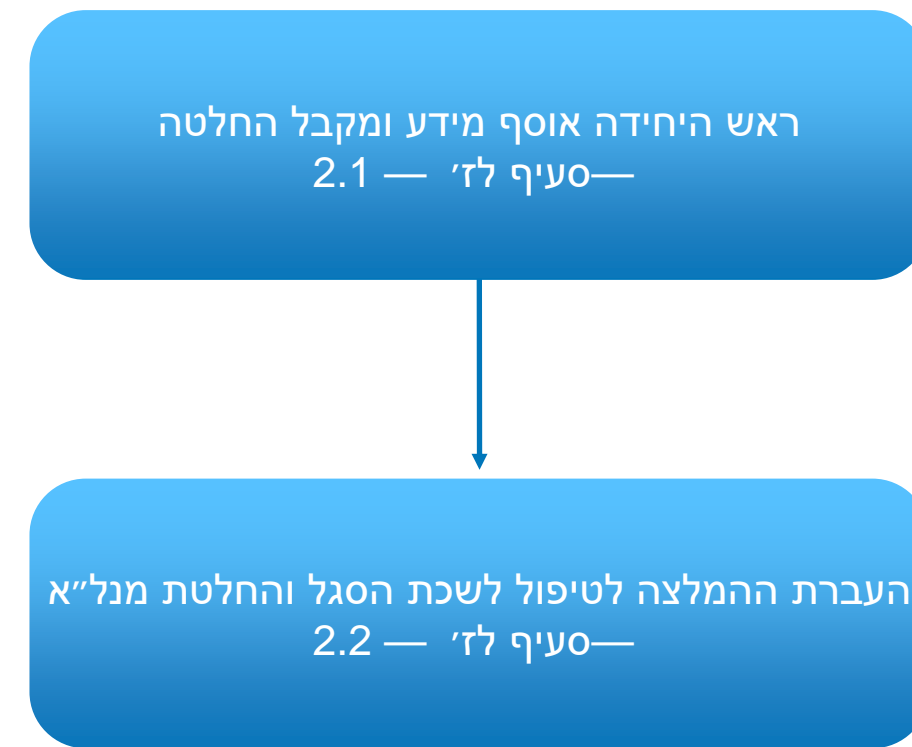 ראש היחידה אוסף מידע ומקבל החלטה
—סעיף לז׳ — 2.1
העברת ההמלצה לטיפול לשכת הסגל והחלטת מנל״א
—סעיף לז׳ — 2.2